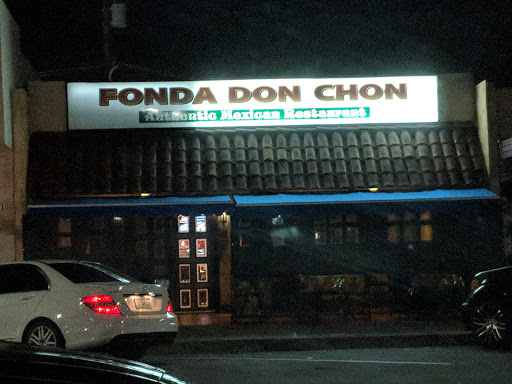 FONDA DON CHON
Authentic Mexican Restaurant